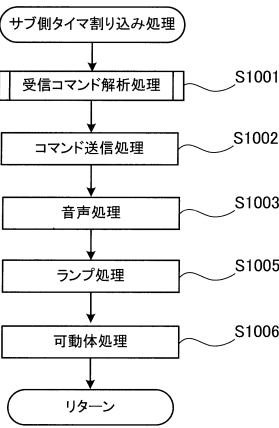 サブ側タイマ割り込み処理
受信コマンド解析処理
S1001
コマンド送信処理
S1002
音声処理
S1003
ランプ処理
S1005
可動体処理
S1006
リターン